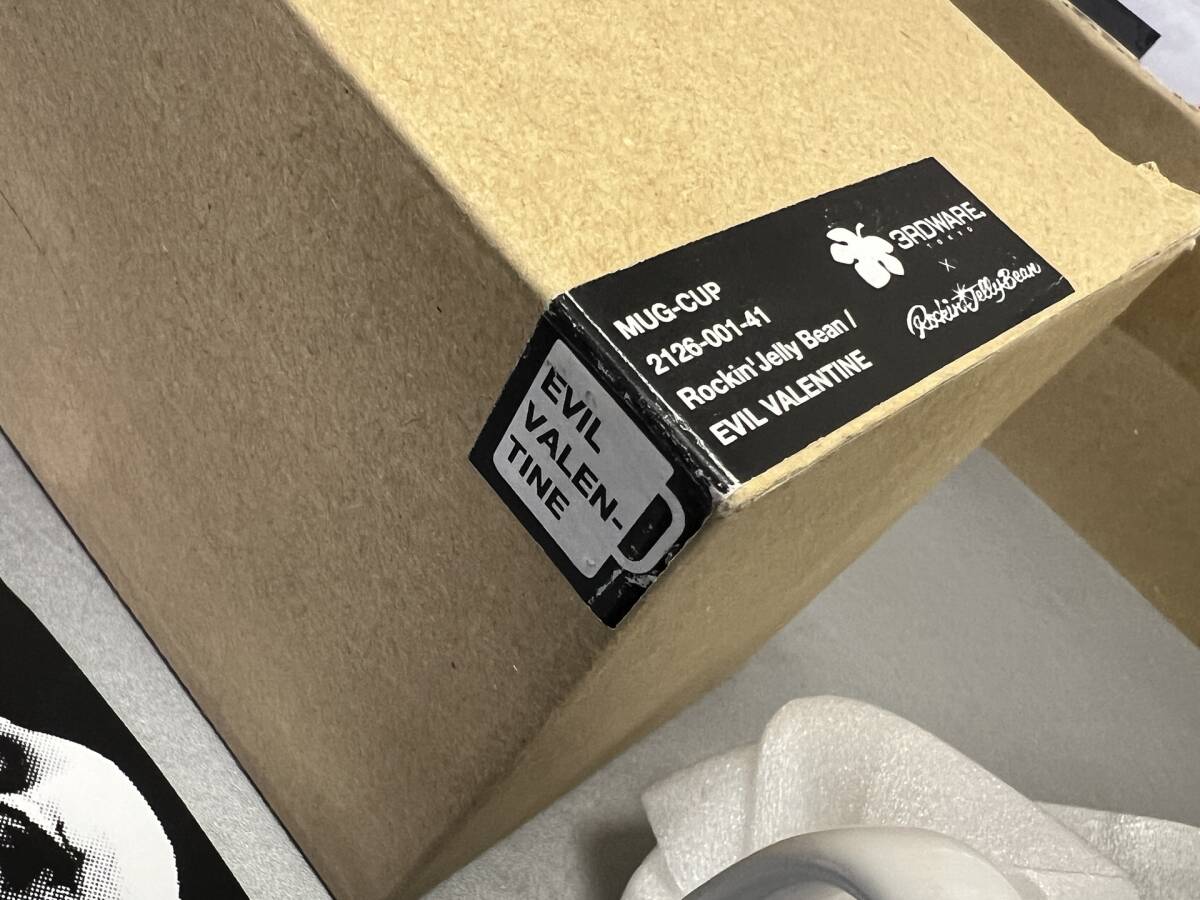 MUG-CUP
2126-001-41
Rockin'Jelly Bean /
EVIL VALENTINE
3RDWARE.
TOKYO
×
Rockin'JellyBean
EVIL
VALEN-
TINE